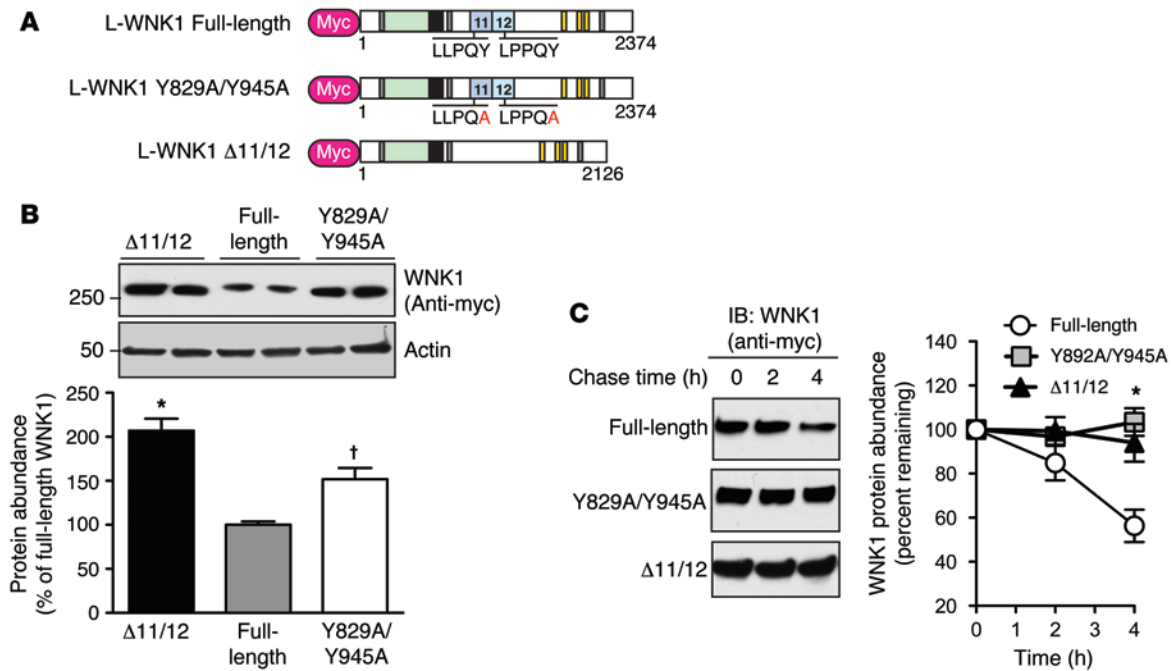 A
L-WNK1 Full-length
Myc
11
12
1
LLPQY
LPPQY
2374
L-WNK1 Y829A/Y945A
Myc
11
12
1
LLPQA
LPPQA
2374
L-WNK1 Δ11/12
Myc
1
2126
B
Δ11/12
Full-
length
Y829A/
Y945A
250
WNK1
(Anti-myc)
50
Actin
Protein abundance
(% of full-length WNK1)
250
200
150
100
50
0
*
†
Δ11/12
Full-
length
Y829A/
Y945A
C
IB: WNK1
(anti-myc)
Chase time (h)
0 2 4
Full-length
Y829A/Y945A
Δ11/12
Full-length
Y892A/Y945A
Δ11/12
*
WNK1 protein abundance
(percent remaining)
140
120
100
80
60
40
20
0 1 2 3 4
Time (h)